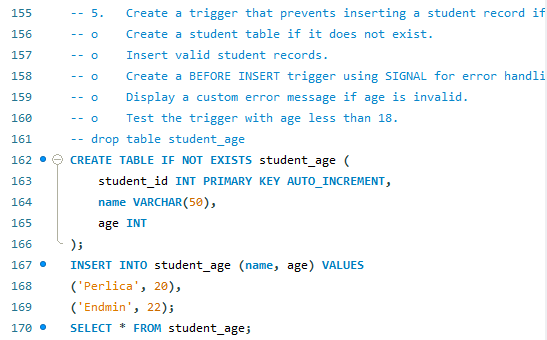 155 -- 5. Create a trigger that prevents inserting a student record if
156 -- o Create a student table if it does not exist.
157 -- o Insert valid student records.
158 -- o Create a BEFORE INSERT trigger using SIGNAL for error handli
159 -- o Display a custom error message if age is invalid.
160 -- o Test the trigger with age less than 18.
161 -- drop table student_age
162 CREATE TABLE IF NOT EXISTS student_age (
163 student_id INT PRIMARY KEY AUTO_INCREMENT,
164 name VARCHAR(50),
165 age INT
166 );
167 INSERT INTO student_age (name, age) VALUES
168 ('Perlica', 20),
169 ('Endmin', 22);
170 SELECT * FROM student_age;